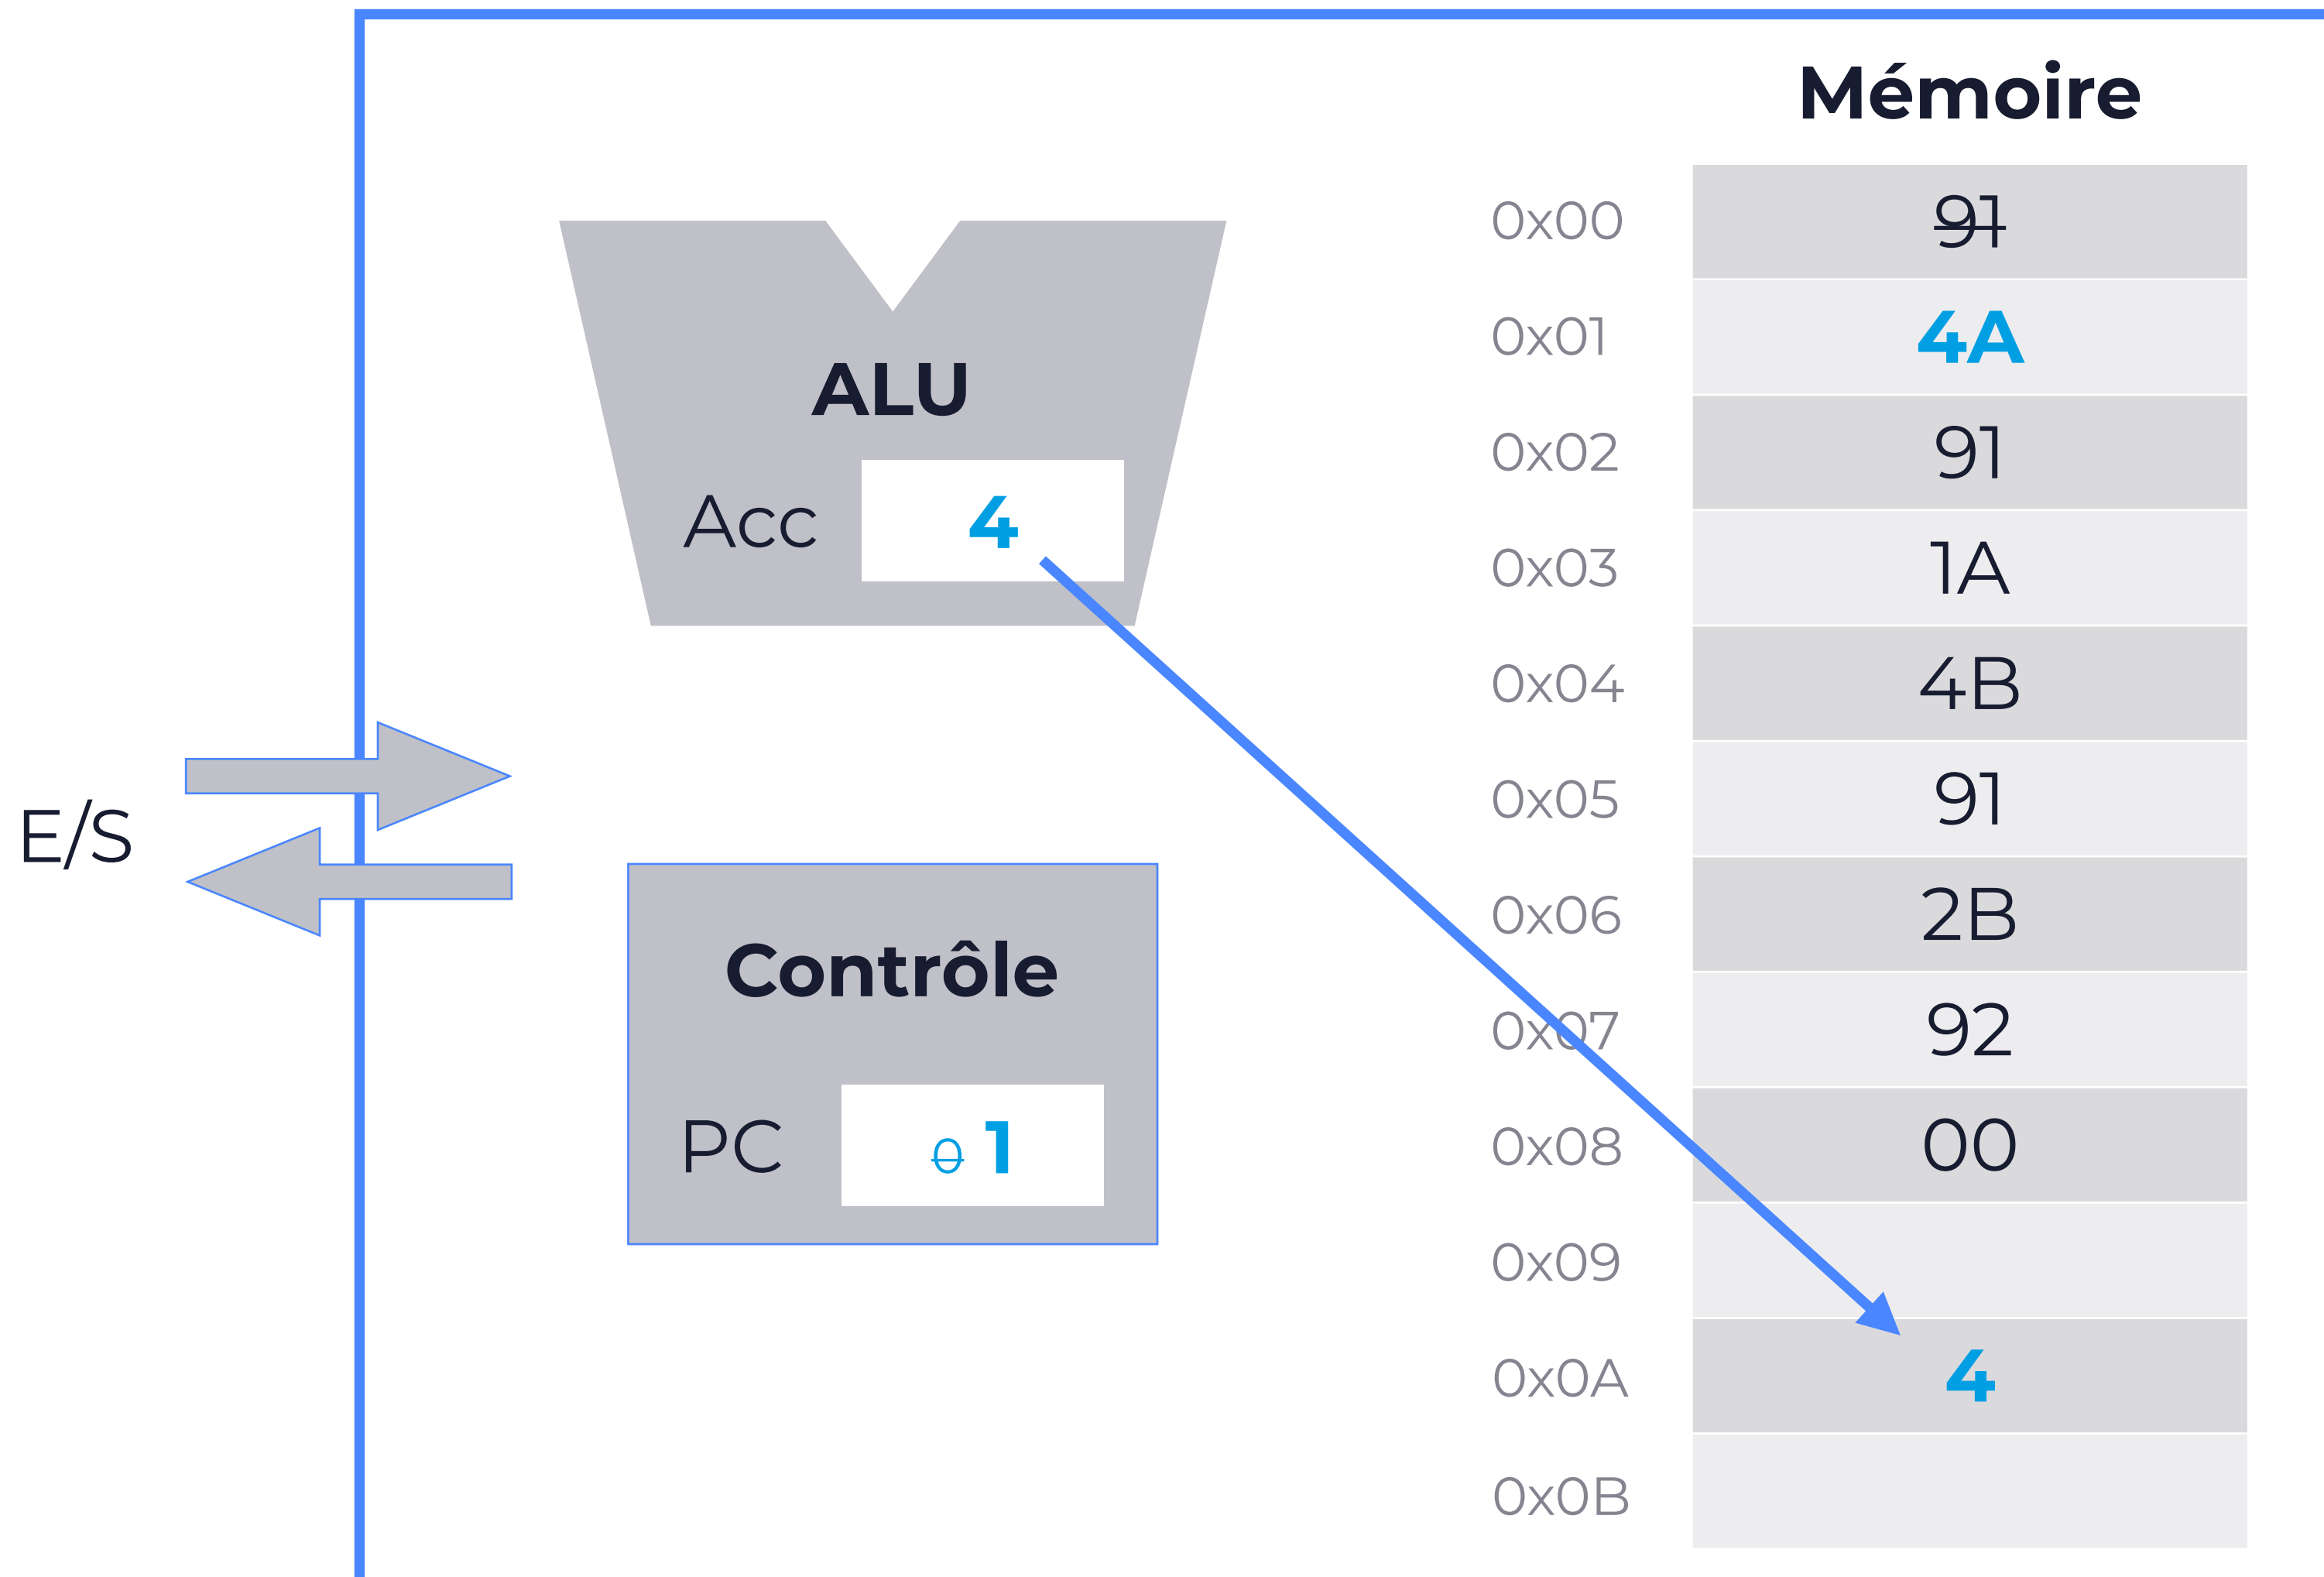 Mémoire
0x00 91
0x01 4A
ALU
0x02 91
Acc 4
0x03 1A
0x04 4B
0x05 91
E/S
0x06 2B
Contrôle
0x07 92
PC 0 1
0x08 00
0x09
0x0A 4
0x0B